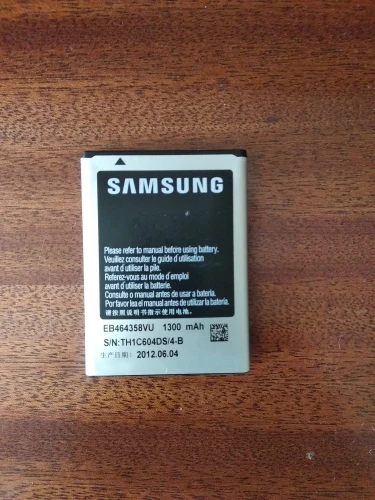 SAMSUNG
Please refer to manual before using battery.
Veuillez consulter le guide d'utilisation
avant d'utiliser la pile.
Referez-vous au mode d'emploi
avant d'utiliser la batterie.
Consulte o manual antes de usar a bateria.
Por favor lea el manual antes de utilizar la bateria.
请按照说明书指示使用电池
EB464358VU 1300 mAh
S/N:TH1C604DS/4-B
生产日期: 2012.06.04